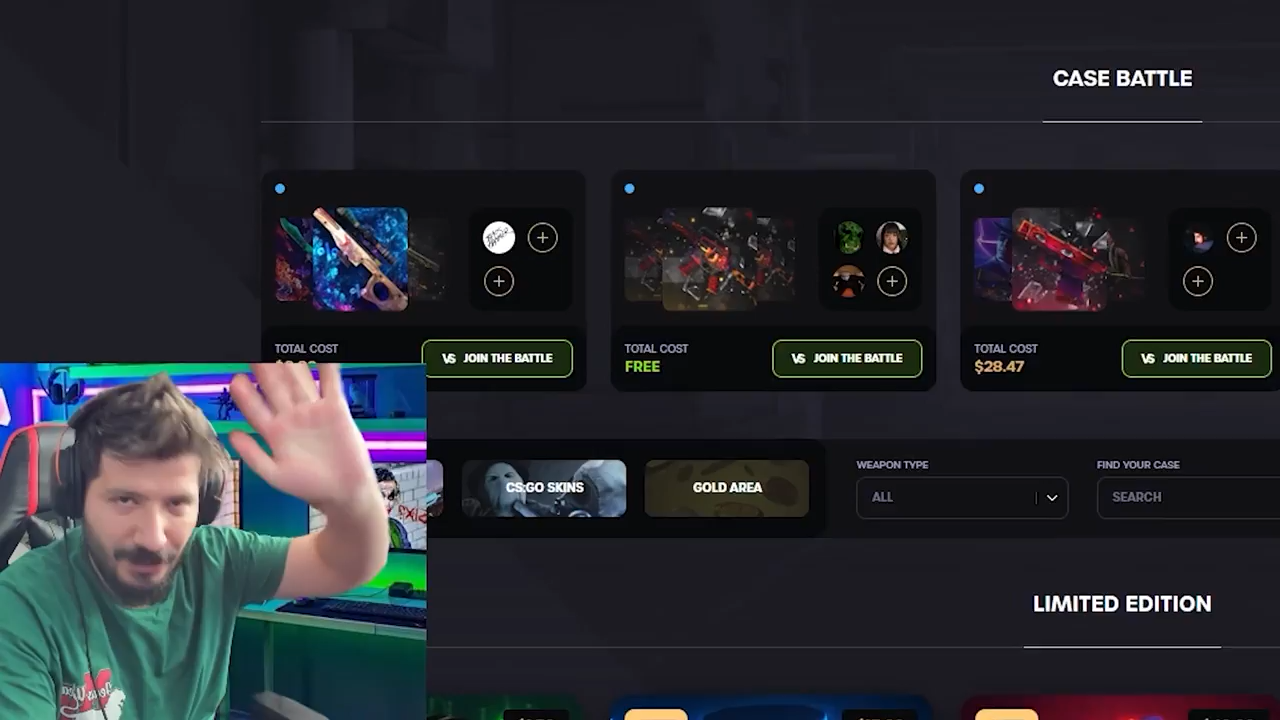 CASE BATTLE
TOTAL COST
VS JOIN THE BATTLE
TOTAL COST
FREE
VS JOIN THE BATTLE
TOTAL COST
$28.47
VS JOIN THE BATTLE
CS:GO SKINS
GOLD AREA
WEAPON TYPE
ALL
FIND YOUR CASE
SEARCH
LIMITED EDITION